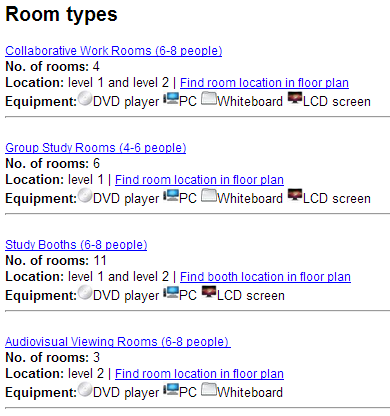 Room types
Collaborative Work Rooms (6-8 people)
No. of rooms: 4
Location: level 1 and level 2 | Find room location in floor plan
Equipment: DVD player PC Whiteboard LCD screen
Group Study Rooms (4-6 people)
No. of rooms: 6
Location: level 1 | Find room location in floor plan
Equipment: DVD player PC Whiteboard LCD screen
Study Booths (6-8 people)
No. of rooms: 11
Location: level 1 and level 2 | Find booth location in floor plan
Equipment: DVD player PC LCD screen
Audiovisual Viewing Rooms (6-8 people)
No. of rooms: 3
Location: level 2 | Find room location in floor plan
Equipment: DVD player PC Whiteboard